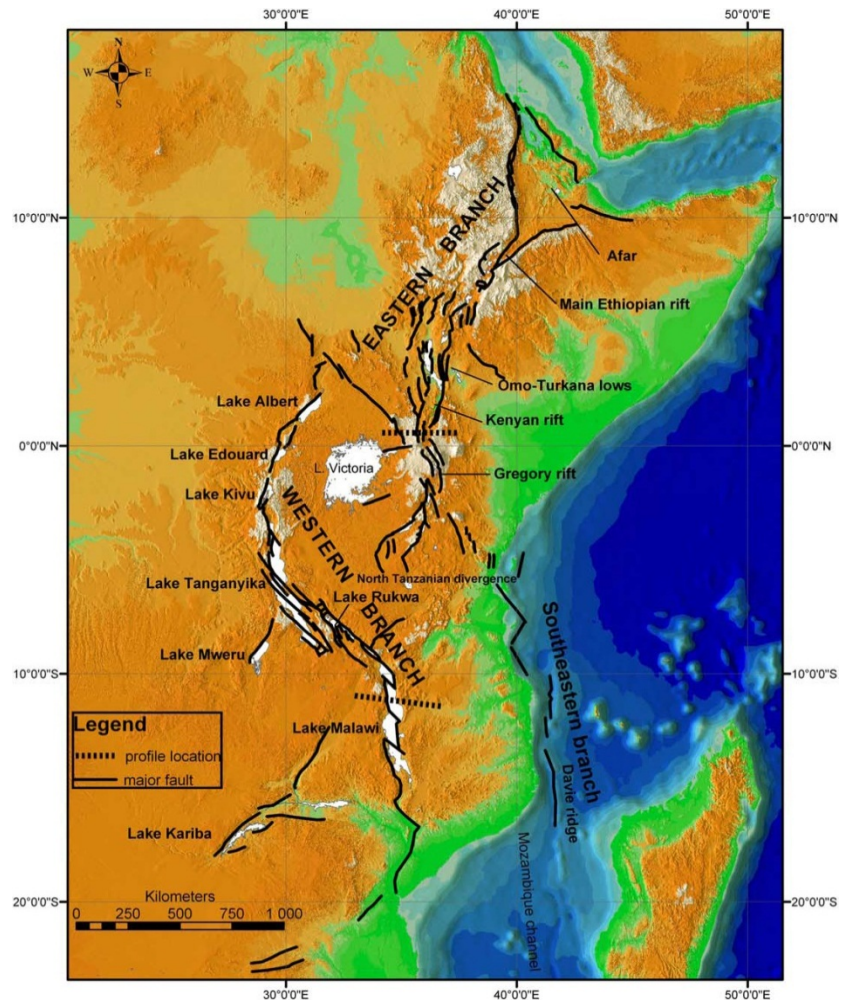 30°0'0"E 40°0'0"E 50°0'0"E
N
W E
S
10°0'0"N 10°0'0"N
EASTERN BRANCH
Afar
Main Ethiopian rift
Omo-Turkana lows
Lake Albert
Kenyan rift
0°0'0"N 0°0'0"N
Lake Edouard
L. Victoria
Gregory rift
Lake Kivu
WESTERN BRANCH
North Tanzanian divergence
Lake Tanganyika
Lake Rukwa
Lake Mweru
10°0'0"S 10°0'0"S
Southeastern branch
Legend
profile location
major fault
Lake Malawi
Davie ridge
Lake Kariba
Mozambique channel
Kilometers
0 250 500 750 1 000
20°0'0"S 20°0'0"S
30°0'0"E 40°0'0"E 50°0'0"E